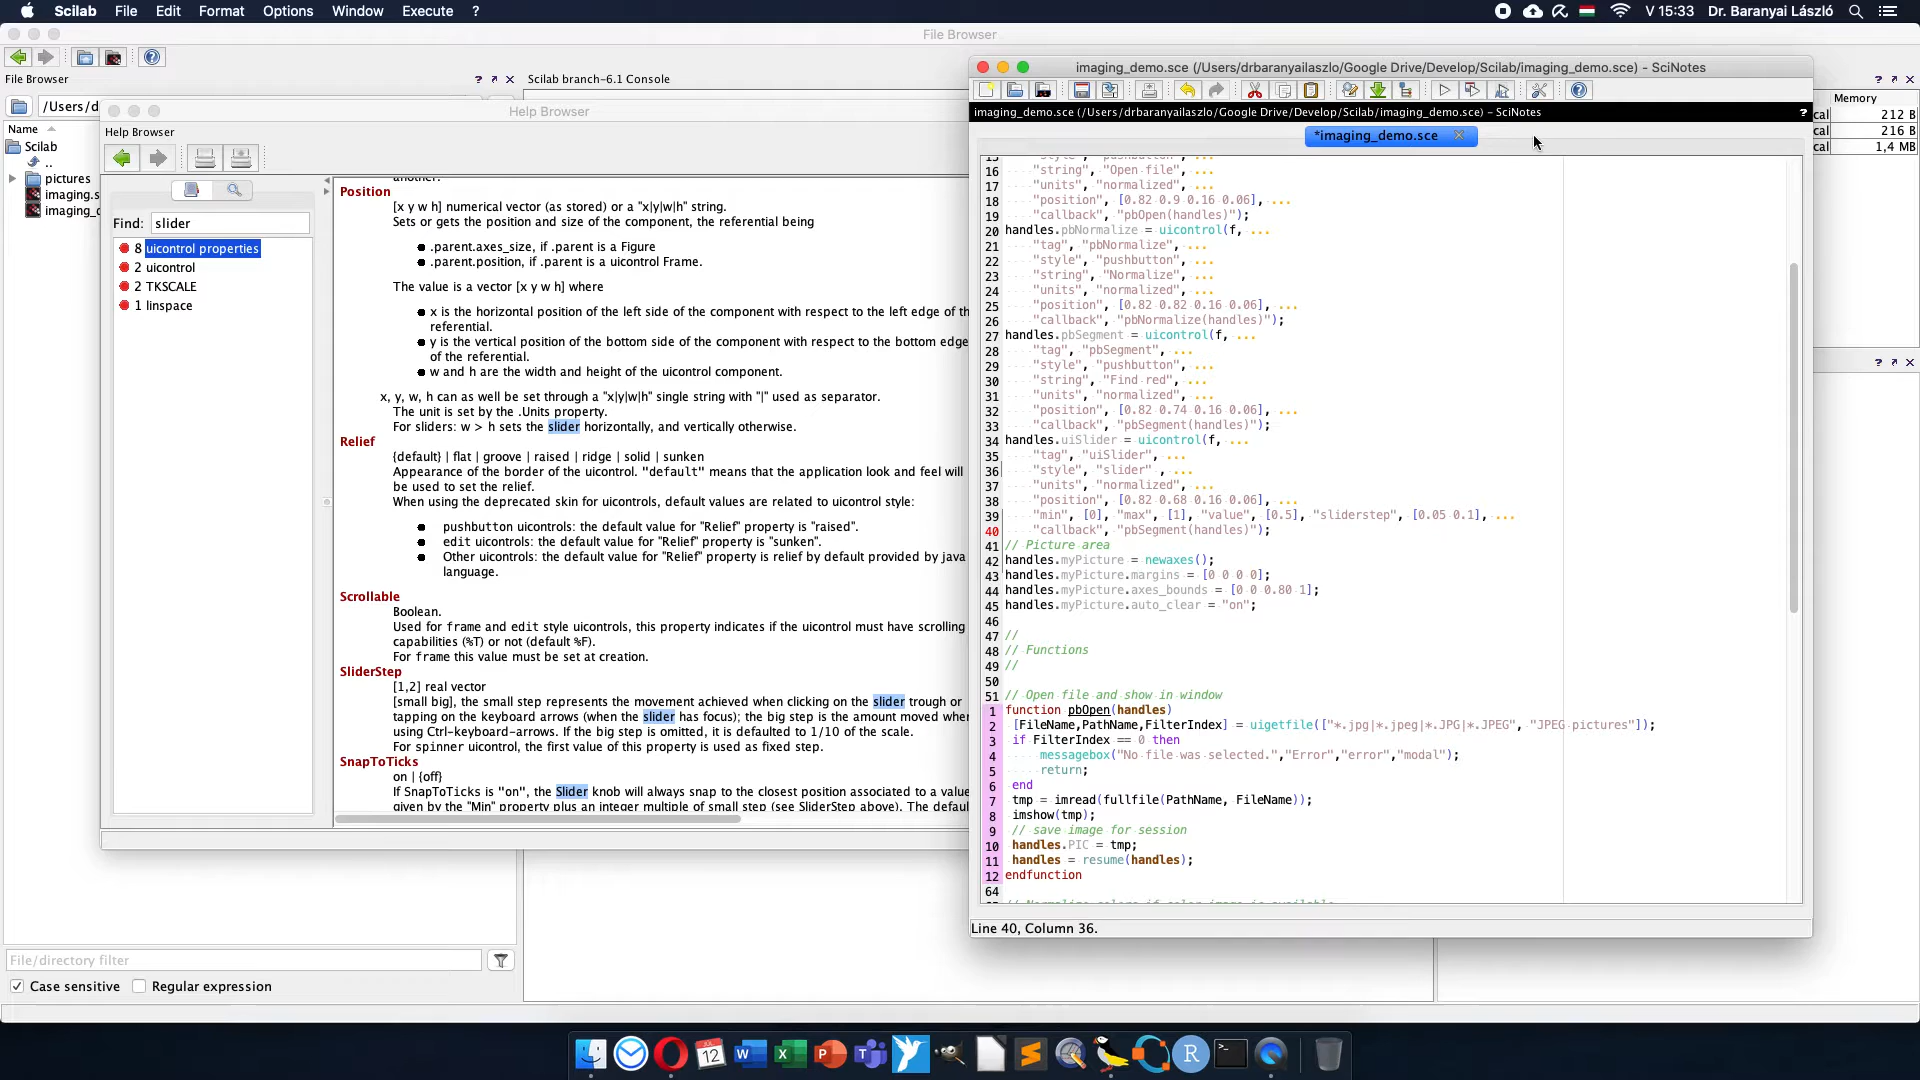 Scilab File Edit Format Options Window Execute ?
V 15:33 Dr. Baranyai László
File Browser
File Browser
? ↗ ×
Scilab branch-6.1 Console
/Users/d
Name
Scilab
..
pictures
imaging.s
imaging_c
Help Browser
Help Browser
Find: slider
8 uicontrol properties
2 uicontrol
2 TKSCALE
1 linspace
another.
Position
[x y w h] numerical vector (as stored) or a "x|y|w|h" string.
Sets or gets the position and size of the component, the referential being
.parent.axes_size, if .parent is a Figure
.parent.position, if .parent is a uicontrol Frame.
The value is a vector [x y w h] where
x is the horizontal position of the left side of the component with respect to the left edge of th
referential.
y is the vertical position of the bottom side of the component with respect to the bottom edge
of the referential.
w and h are the width and height of the uicontrol component.
x, y, w, h can as well be set through a "x|y|w|h" single string with "|" used as separator.
The unit is set by the .Units property.
For sliders: w > h sets the slider horizontally, and vertically otherwise.
Relief
{default} | flat | groove | raised | ridge | solid | sunken
Appearance of the border of the uicontrol. "default" means that the application look and feel will
be used to set the relief.
When using the deprecated skin for uicontrols, default values are related to uicontrol style:
pushbutton uicontrols: the default value for "Relief" property is "raised".
edit uicontrols: the default value for "Relief" property is "sunken".
Other uicontrols: the default value for "Relief" property is relief by default provided by java
language.
Scrollable
Boolean.
Used for frame and edit style uicontrols, this property indicates if the uicontrol must have scrolling
capabilities (%T) or not (default %F).
For frame this value must be set at creation.
SliderStep
[1,2] real vector
[small big], the small step represents the movement achieved when clicking on the slider trough or
tapping on the keyboard arrows (when the slider has focus); the big step is the amount moved wher
using Ctrl-keyboard-arrows. If the big step is omitted, it is defaulted to 1/10 of the scale.
For spinner uicontrol, the first value of this property is used as fixed step.
SnapToTicks
on | {off}
If SnapToTicks is "on", the Slider knob will always snap to the closest position associated to a value
given by the "Min" property plus an integer multiple of small step (see SliderStep above). The defaul
File/directory filter
Case sensitive Regular expression
imaging_demo.sce (/Users/drbaranyailaszlo/Google Drive/Develop/Scilab/imaging_demo.sce) - SciNotes
imaging_demo.sce (/Users/drbaranyailaszlo/Google Drive/Develop/Scilab/imaging_demo.sce) - SciNotes ?
*imaging_demo.sce
15 "style", "pushbutton", ...
16 "string", "Open file", ...
17 "units", "normalized", ...
18 "position", [0.82 0.9 0.16 0.06], ...
19 "callback", "pbOpen(handles)");
20 handles.pbNormalize = uicontrol(f, ...
21 "tag", "pbNormalize", ...
22 "style", "pushbutton", ...
23 "string", "Normalize", ...
24 "units", "normalized", ...
25 "position", [0.82 0.82 0.16 0.06], ...
26 "callback", "pbNormalize(handles)");
27 handles.pbSegment = uicontrol(f, ...
28 "tag", "pbSegment", ...
29 "style", "pushbutton", ...
30 "string", "Find red", ...
31 "units", "normalized", ...
32 "position", [0.82 0.74 0.16 0.06], ...
33 "callback", "pbSegment(handles)");
34 handles.uiSlider = uicontrol(f, ...
35 "tag", "uiSlider", ...
36 "style", "slider" , ...
37 "units", "normalized", ...
38 "position", [0.82 0.68 0.16 0.06], ...
39 "min", [0], "max", [1], "value", [0.5], "sliderstep", [0.05 0.1], ...
40 "callback", "pbSegment(handles)");
41 // Picture area
42 handles.myPicture = newaxes();
43 handles.myPicture.margins = [0 0 0 0];
44 handles.myPicture.axes_bounds = [0 0 0.80 1];
45 handles.myPicture.auto_clear = "on";
46
47 //
48 // Functions
49 //
50
51 // Open file and show in window
1 function pbOpen(handles)
2 [FileName,PathName,FilterIndex] = uigetfile(["*.jpg|*.jpeg|*.JPG|*.JPEG", "JPEG pictures"]);
3 if FilterIndex == 0 then
4 messagebox("No file was selected.","Error","error","modal");
5 return;
6 end
7 tmp = imread(fullfile(PathName, FileName));
8 imshow(tmp);
9 // save image for session
10 handles.PIC = tmp;
11 handles = resume(handles);
12 endfunction
64
Line 40, Column 36.
? ↗ ×
Memory
cal 212 B
cal 216 B
cal 1,4 MB
? ↗ ×
JUL
12